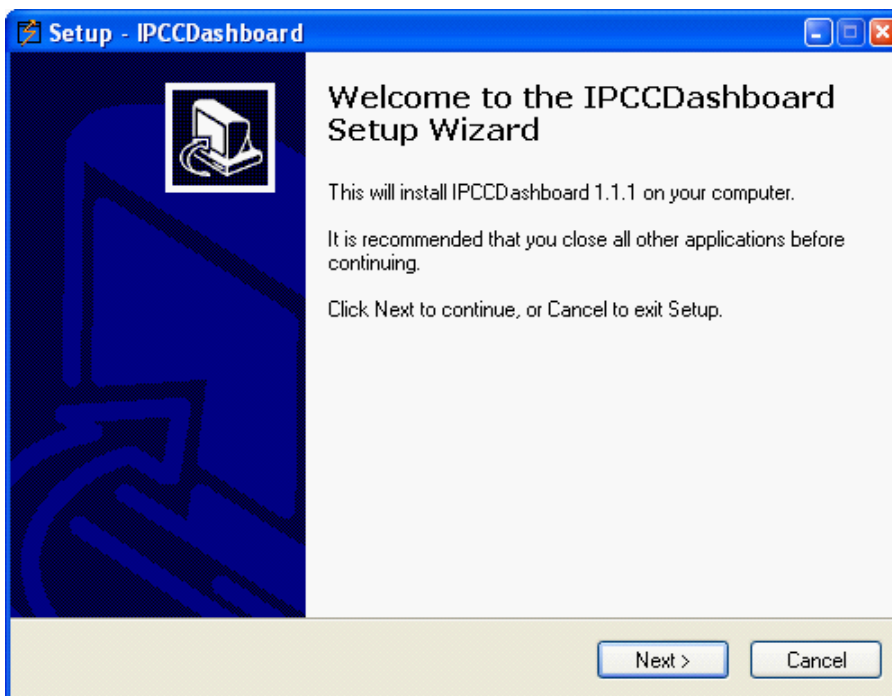 Setup - IPCCDashboard
Welcome to the IPCCDashboard
Setup Wizard
This will install IPCCDashboard 1.1.1 on your computer.
It is recommended that you close all other applications before
continuing.
Click Next to continue, or Cancel to exit Setup.
Next >
Cancel